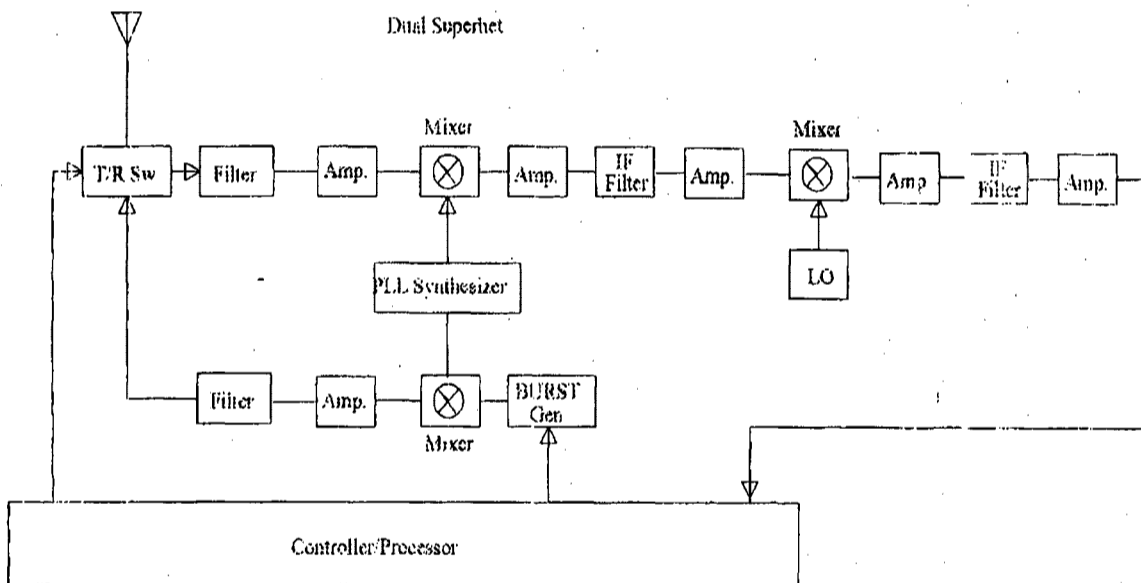 Dual Superhet
Mixer
Mixer
T/R Sw
Filter
Amp.
Amp.
IF
Filter
Amp.
Amp
IF
Filter
Amp.
PLL Synthesizer
LO
Filter
Amp.
BURST
Gen
Mixer
Controller/Processor